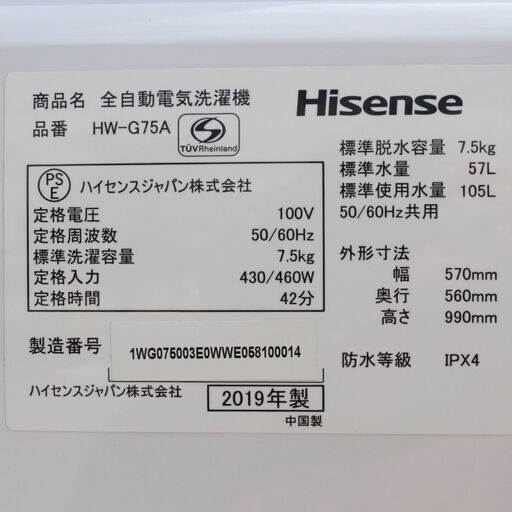 商品名 全自動電気洗濯機
品番 HW-G75A
S
TÜVRheinland
Hisense
PS
E
ハイセンスジャパン株式会社
定格電圧 100V
定格周波数 50/60Hz
標準洗濯容量 7.5kg
定格入力 430/460W
定格時間 42分
標準脱水容量 7.5kg
標準水量 57L
標準使用水量 105L
50/60Hz共用
外形寸法
幅 570mm
奥行 560mm
高さ 990mm
製造番号 1WG075003E0WWE058100014
防水等級 IPX4
ハイセンスジャパン株式会社 2019年製
中国製